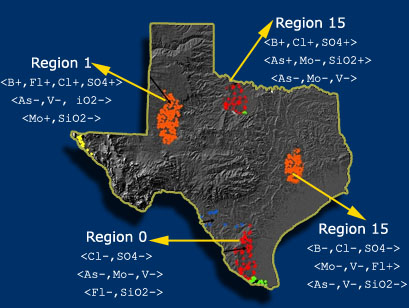 Region 15
<B+,Cl+,SO4+>
<As+,Mo-,SiO2+>
<As-,Mo-,V->
Region 1
<B+,Fl+,Cl+,SO4+>
<As-,V-, iO2->
<Mo+,SiO2->
Region 0
<Cl-,SO4->
<As-,Mo-,V->
<Fl-,SiO2->
Region 15
<B-,Cl-,SO4->
<Mo-,V-,Fl+>
<As-,V-,SiO2->